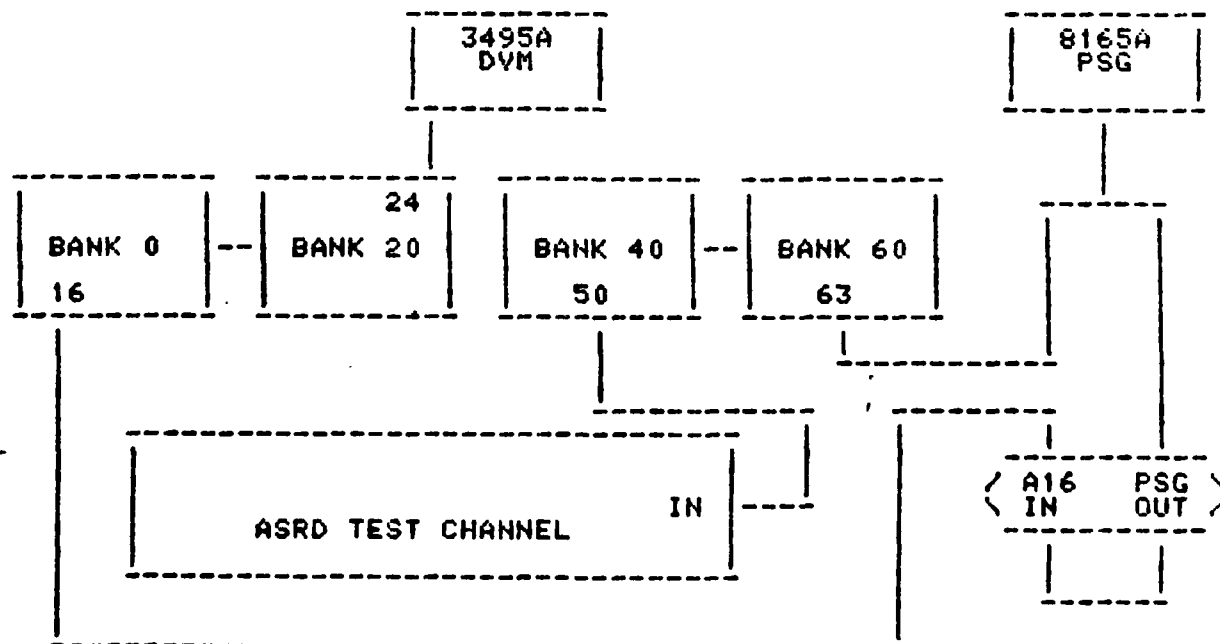 3495A
DVM
8165A
PSG
24
BANK 0
BANK 20
BANK 40
BANK 60
16
50
63
IN
ASRD TEST CHANNEL
A16 PSG
IN OUT